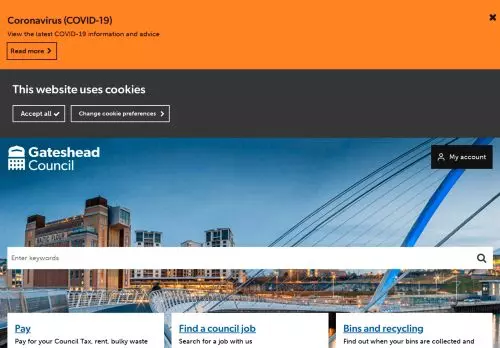 Coronavirus (COVID-19)
View the latest COVID-19 information and advice
Read more
This website uses cookies
Accept all
Change cookie preferences
Gateshead
Council
My account
Enter keywords
Pay
Pay for your Council Tax, rent, bulky waste
Find a council job
Search for a job with us
Bins and recycling
Find out when your bins are collected and